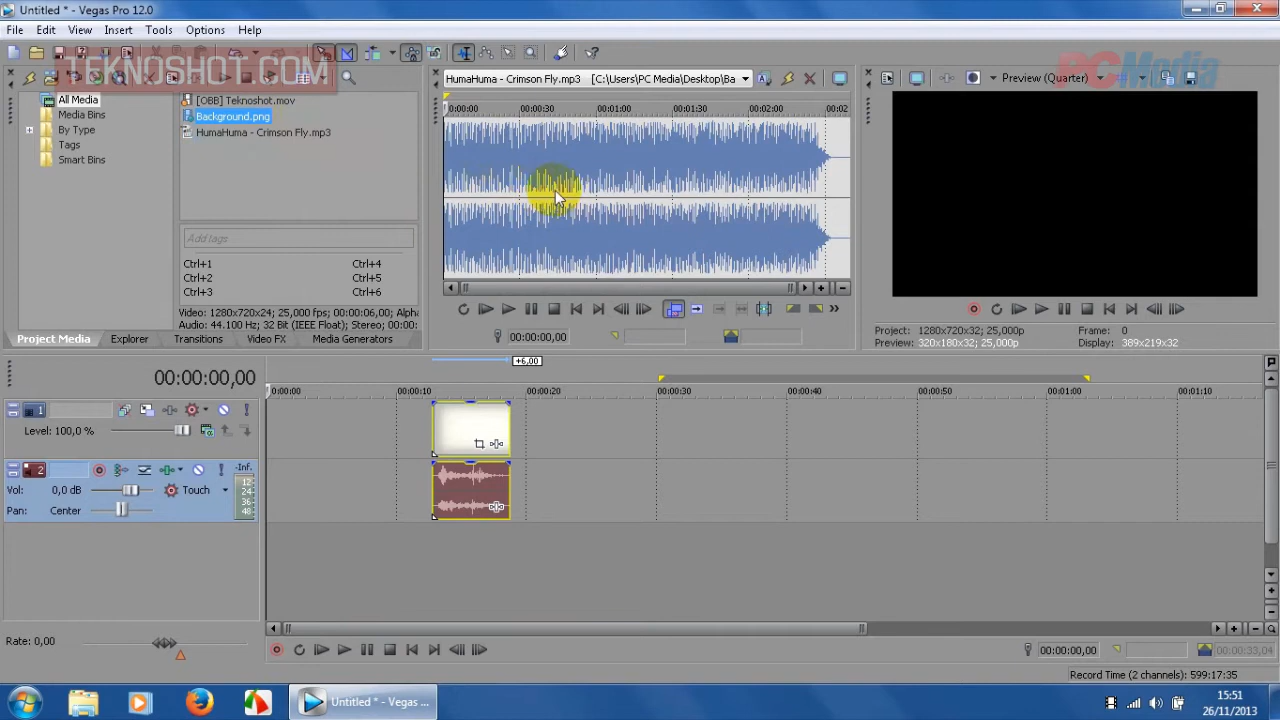 Untitled * - Vegas Pro 12.0
File Edit View Insert Tools Options Help
TEKNOSHOT.COM
PCMedia
All Media
Media Bins
By Type
Tags
Smart Bins
[OBB] Teknoshot.mov
Background.png
HumaHuma - Crimson Fly.mp3
Add tags
Ctrl+1 Ctrl+4
Ctrl+2 Ctrl+5
Ctrl+3 Ctrl+6
Video: 1280x720x24; 25,000 fps; 00:00:06,00; Alpha
Audio: 44.100 Hz; 32 Bit (IEEE Float); Stereo; 00:00:
Project Media Explorer Transitions Video FX Media Generators
HumaHuma - Crimson Fly.mp3 [C:\Users\PC Media\Desktop\Ba
00:00:00 00:00:30 00:01:00 00:01:30 00:02:00 00:02
00:00:00,00
Preview (Quarter)
Project: 1280x720x32; 25,000p Frame: 0
Preview: 320x180x32; 25,000p Display: 389x219x32
+6,00
00:00:00,00
00:00:00 00:00:10 00:00:20 00:00:30 00:00:40 00:00:50 00:01:00 00:01:10
1
Level: 100,0 %
2
-Inf.
12
24
36
48
Vol: 0,0 dB Touch
Pan: Center
Rate: 0,00
00:00:00,00 00:00:33,04
Record Time (2 channels): 599:17:35
Untitled * - Vegas ...
15:51
26/11/2013